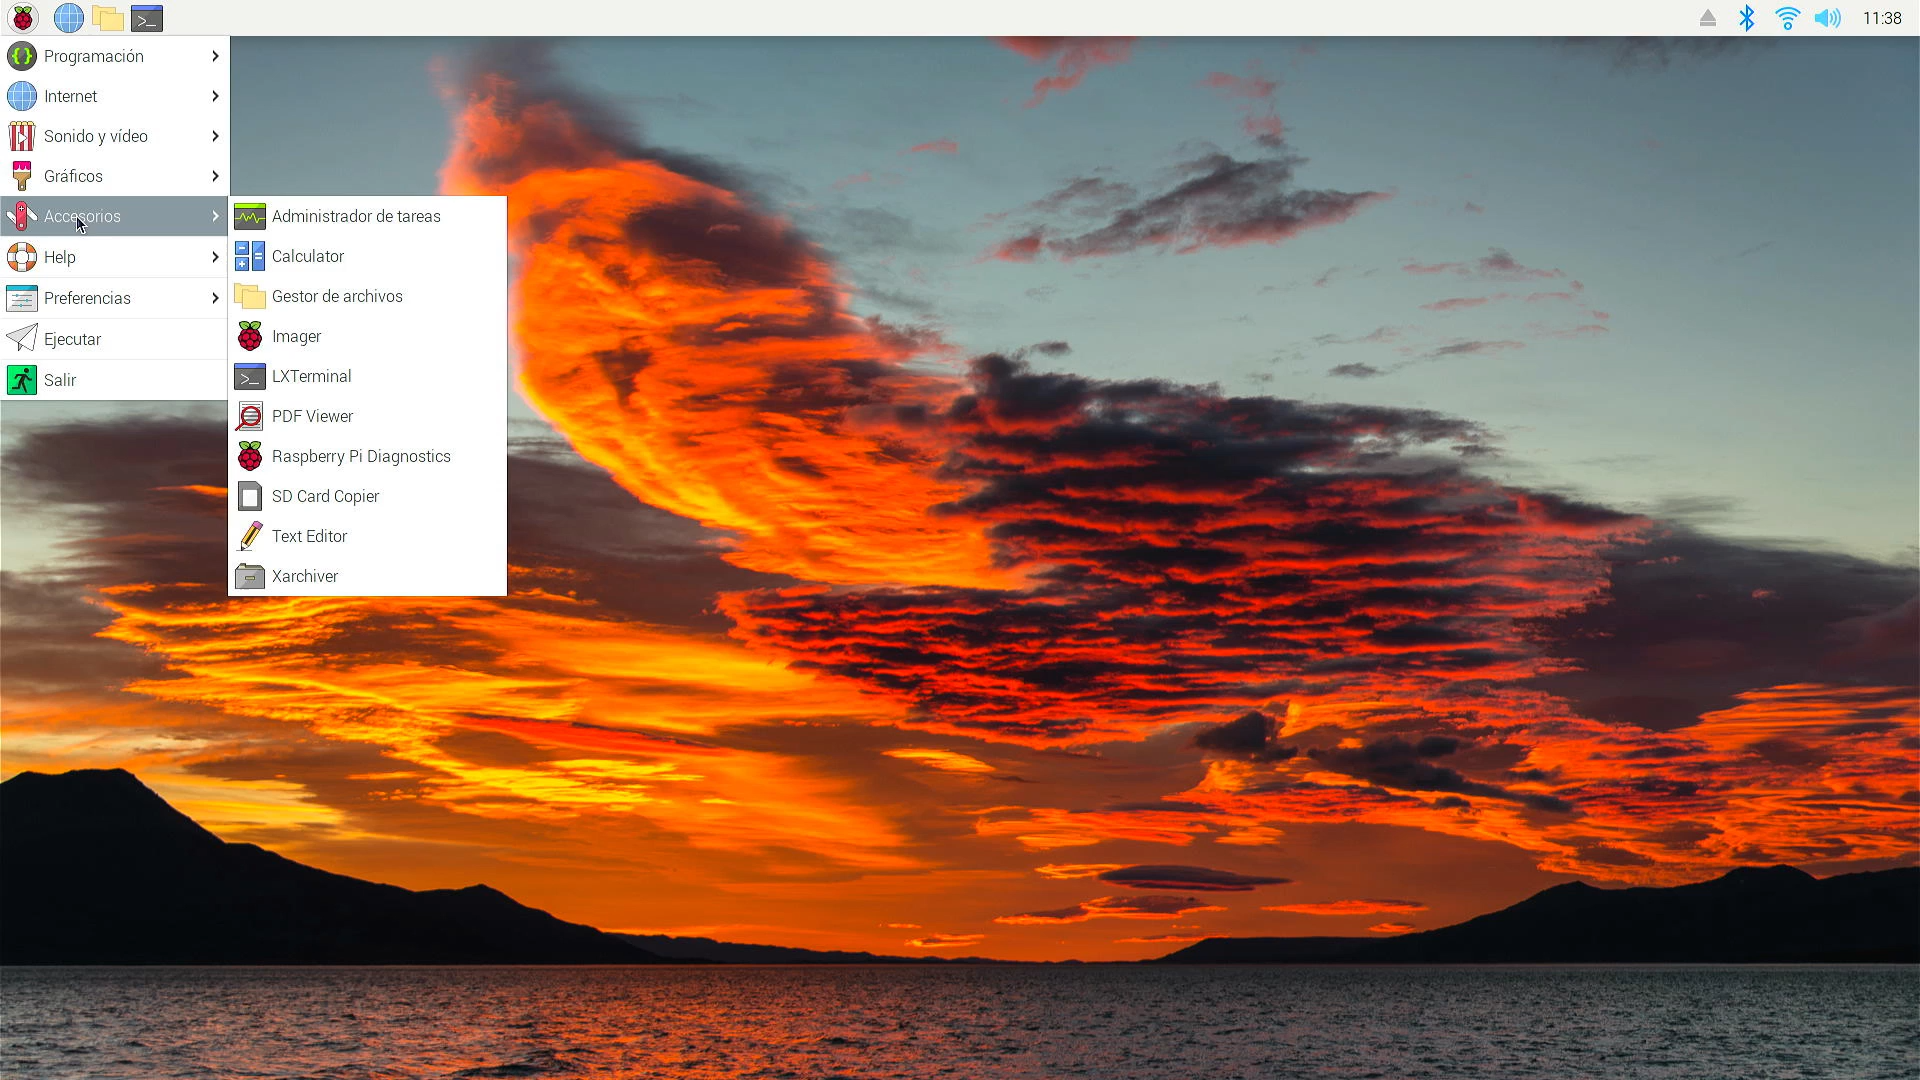 11:38
Programación
Internet
Sonido y vídeo
Gráficos
Accesorios
Help
Preferencias
Ejecutar
Salir
Administrador de tareas
Calculator
Gestor de archivos
Imager
LXTerminal
PDF Viewer
Raspberry Pi Diagnostics
SD Card Copier
Text Editor
Xarchiver